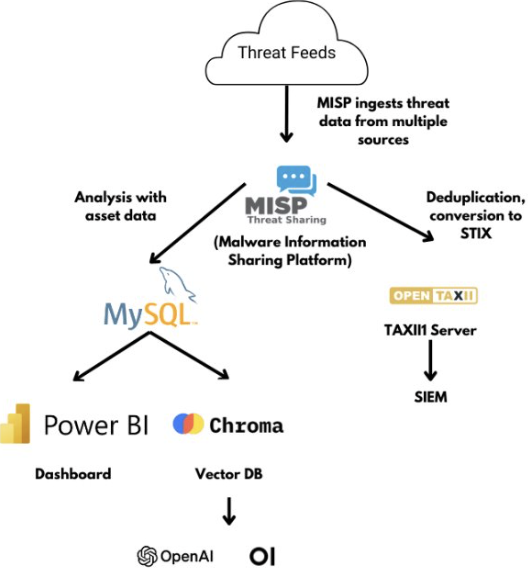 Threat Feeds
MISP ingests threat
data from multiple
sources
Analysis with
asset data
MISP
Threat Sharing
(Malware Information
Sharing Platform)
Deduplication,
conversion to
STIX
MySQL™
OPEN TAXII
TAXII1 Server
SIEM
Power BI
Chroma
Dashboard
Vector DB
OpenAI
OI